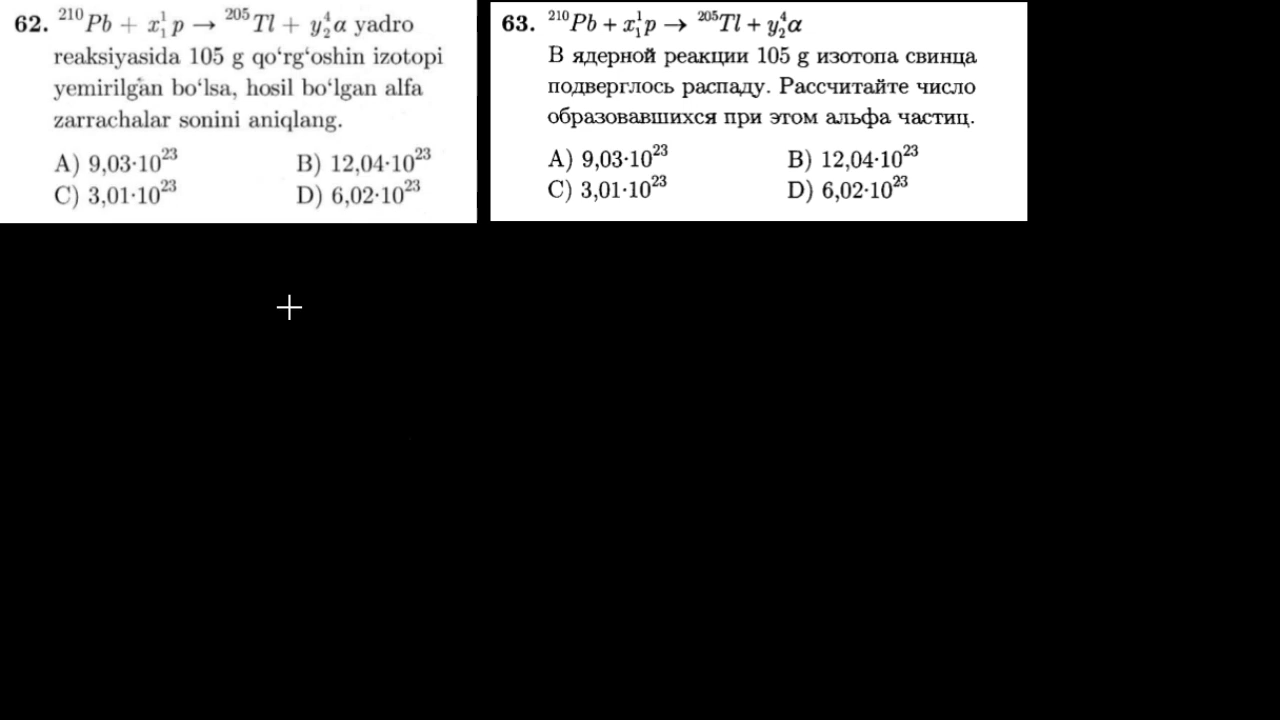 62. ²¹⁰Pb + x¹₁p → ²⁰⁵Tl + y⁴₂α yadro
reaksiyasida 105 g qo‘rg‘oshin izotopi
yemirilgan bo‘lsa, hosil bo‘lgan alfa
zarrachalar sonini aniqlang.
A) 9,03·10²³ B) 12,04·10²³
C) 3,01·10²³ D) 6,02·10²³
63. ²¹⁰Pb + x¹₁p → ²⁰⁵Tl + y⁴₂α
В ядерной реакции 105 g изотопа свинца
подверглось распаду. Рассчитайте число
образовавшихся при этом альфа частиц.
A) 9,03·10²³ B) 12,04·10²³
C) 3,01·10²³ D) 6,02·10²³